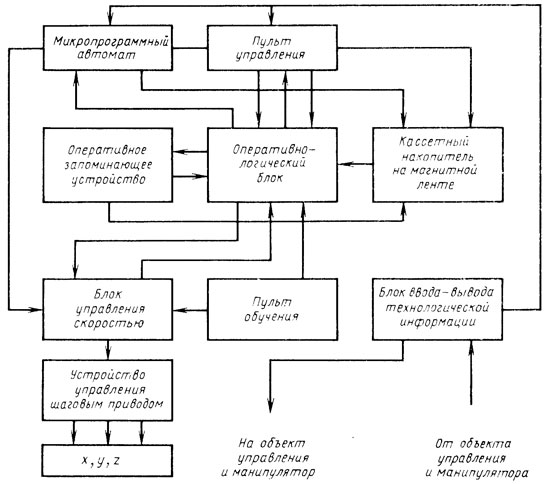 Микропрограммный
автомат
Пульт
управления
Оперативное
запоминающее
устройство
Оперативно-
логический
блок
Кассетный
накопитель
на магнитной
ленте
Блок
управления
скоростью
Пульт
обучения
Блок ввода-вывода
технологической
информации
Устройство
управления
щаговым приводом
x, y, z
На объект
управления
и манипулятор
От объекта
управления
и манипулятора